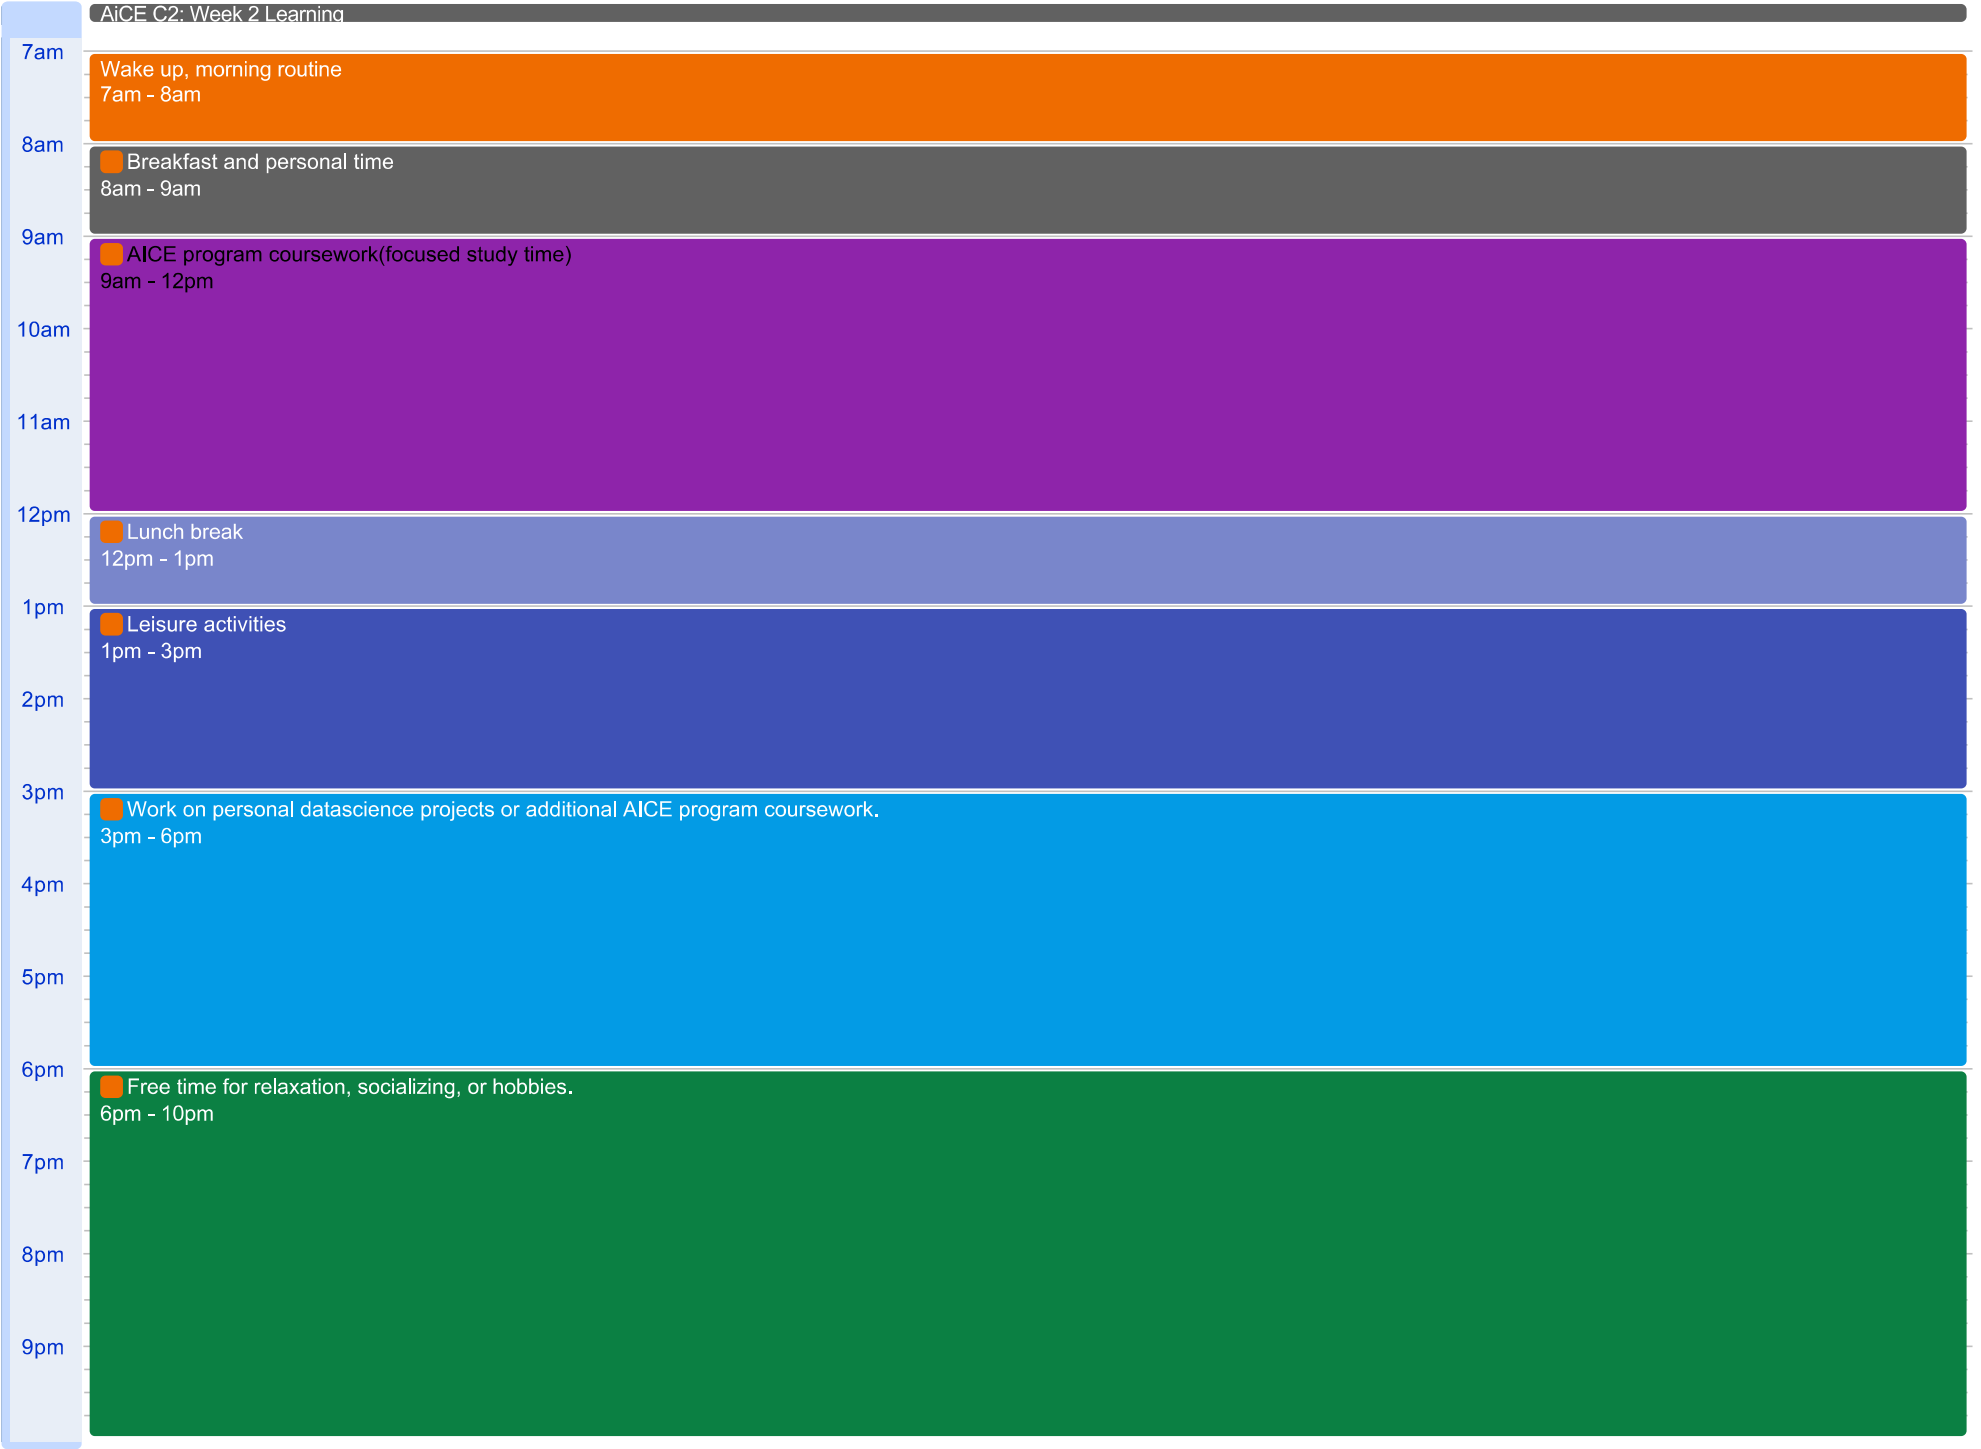 AiCE C2: Week 2 Learning
7am
Wake up, morning routine
7am - 8am
8am
Breakfast and personal time
8am - 9am
9am
AICE program coursework(focused study time)
9am - 12pm
10am
11am
12pm
Lunch break
12pm - 1pm
1pm
Leisure activities
1pm - 3pm
2pm
3pm
Work on personal datascience projects or additional AICE program coursework.
3pm - 6pm
4pm
5pm
6pm
Free time for relaxation, socializing, or hobbies.
6pm - 10pm
7pm
8pm
9pm